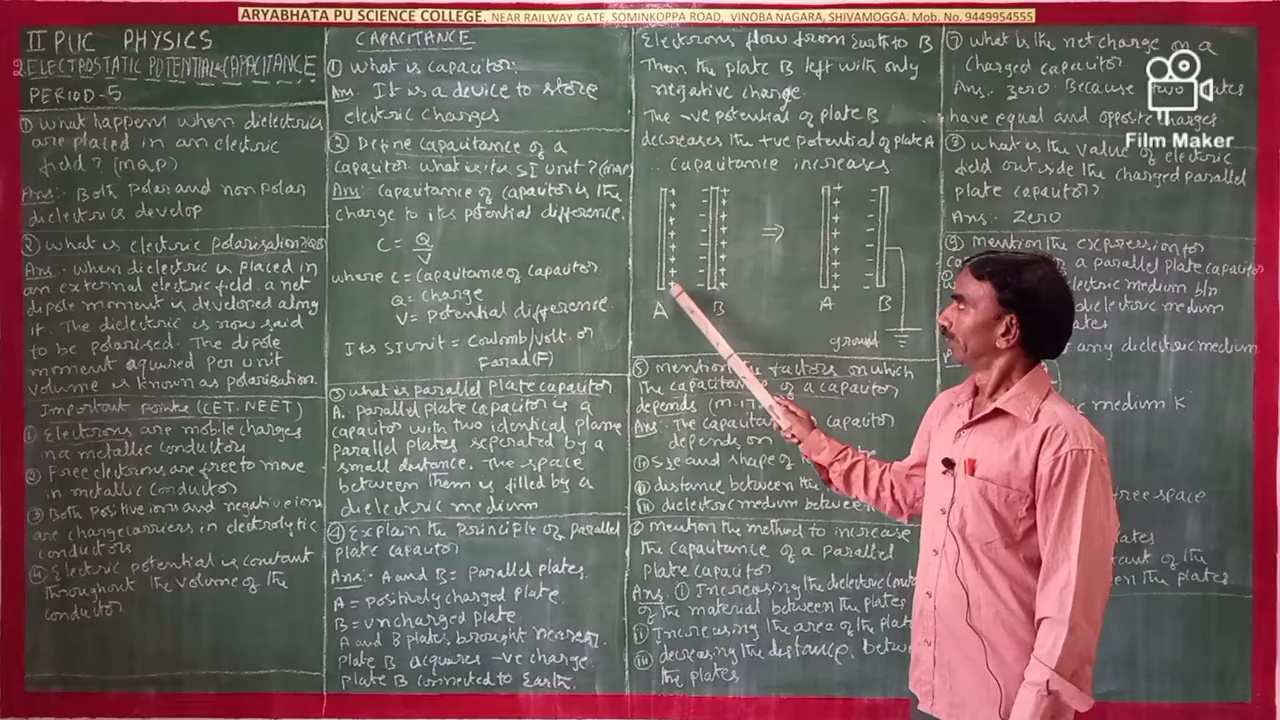 ARYABHATA PU SCIENCE COLLEGE. NEAR RAILWAY GATE, SOMINKOPPA ROAD, VINOBA NAGARA, SHIVAMOGGA. Mob. No. 9449954555
II PUC PHYSICS
2. ELECTROSTATIC POTENTIAL & CAPACITANCE
PERIOD-5
① What happens when dielectrics
are placed in an electric
field? (MQP)
Ans:- Both Polar and non polar
dielectrics develop
② What is electric polarisation?
Ans:- When dielectric is placed in
an external electric field a net
dipole moment is developed along
it. The dielectric is now said
to be polarised. The dipole
moment aquired per unit
volume is known as polarisation.
Important points (CET, NEET)
① Electrons are mobile charges
in a metallic conductors
② Free electrons are free to move
in metallic conductor
③ Both positive ions and negative ions
are charge carriers in electrolytic
conductors
④ Electric potential is constant
throughout the volume of the
conductor
CAPACITANCE
① What is capacitor.
Ans. It is a device to store
electric charges
② Define capacitance of a
capacitor what is its SI unit?
Ans: Capacitance of capacitor is the
charge to its potential difference.
C = Q/V
where C = Capacitance of capacitor
Q = charge
V = potential difference
Its SI unit = Coulomb/volt. or
Farad (F)
③ What is parallel plate capacitor
A. Parallel plate capacitor is a
capacitor with two identical plane
parallel plates seperated by a
small distance. The space
between them is filled by a
dielectric medium
④ Explain the principle of parallel
plate capacitor
Ans:- A and B = Parallel plates.
A = positively charged plate
B = uncharged plate
A and B plates brought nearest
plate B acquires -ve charge
plate B connected to Earth.
Electrons flow from Earth to B
Then the plate B left with only
negative charge
The -ve potential of plate B
decreases the +ve potential of plate A
∴ Capacitance increases
A B ⇒ A B
ground
⑤ mention the factors on which
the capacitance of a capacitor
depends
Ans: The capacitance capacitor
depends on
i) size and shape of
ii) distance between the
iii) dielectric medium between
⑥ mention the method to increase
the capacitance of a parallel
plate capacitor
Ans. ① Increasing the dielectric
of the material between the plates
ii) Increasing the area of the plate
iii) decreasing the distance,
the plates
⑦ What is the net charge on a
charged capacitor.
Ans:- zero. Because two plates
have equal and opposite charges.
Film Maker
⑧ What is the value of electric
field outside the charged parallel
plate capacitor?
Ans:- Zero
⑨ Mention the expression for
a parallel plate capacitor
electric medium b/n
dielectric medium
any dielectric medium
medium K
free space
of the
the plates